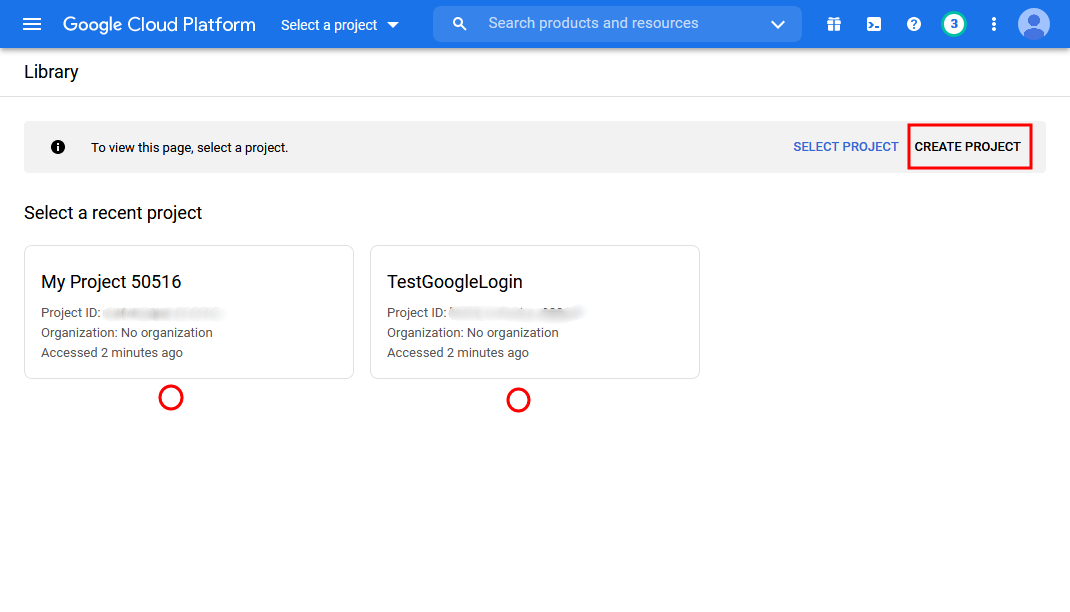 Google Cloud Platform Select a project Search products and resources 3
Library
To view this page, select a project. SELECT PROJECT CREATE PROJECT
Select a recent project
My Project 50516
Project ID:
Organization: No organization
Accessed 2 minutes ago
TestGoogleLogin
Project ID:
Organization: No organization
Accessed 2 minutes ago